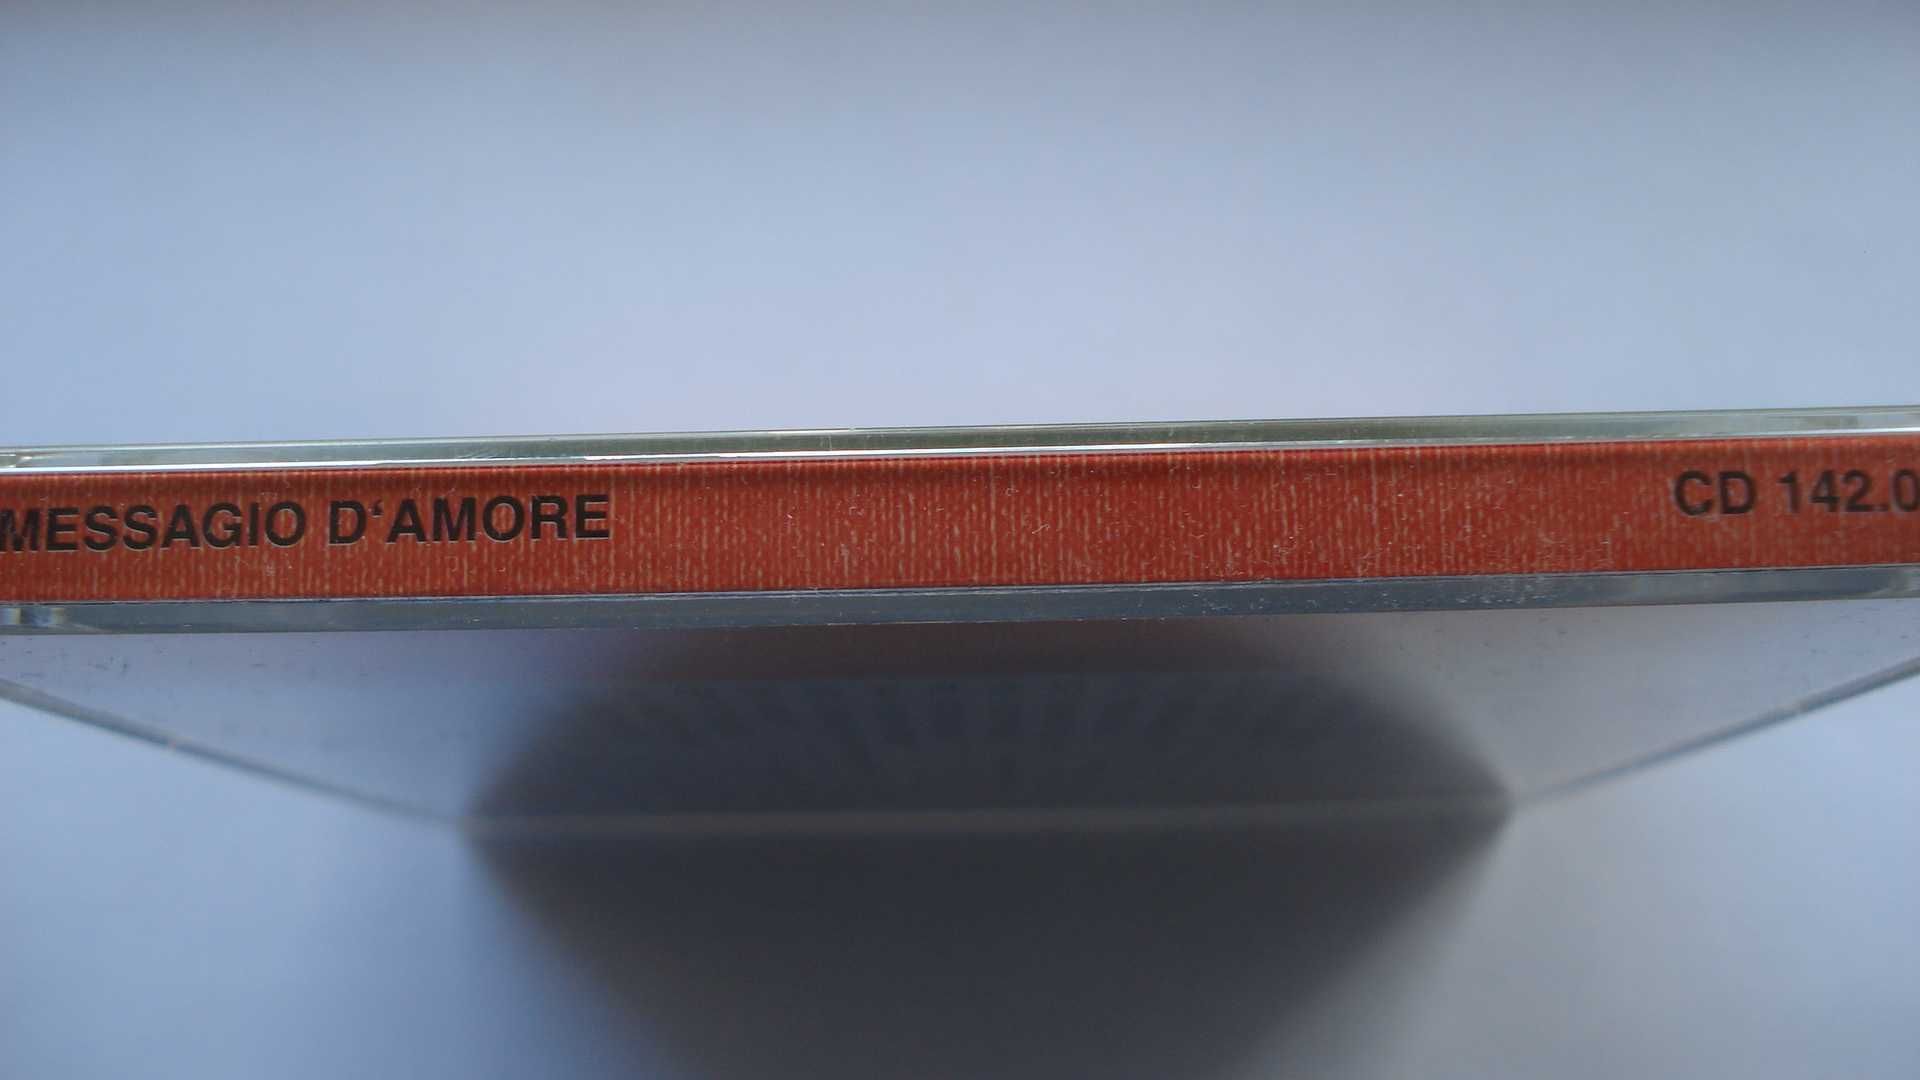 MESSAGIO D'AMORE CD 142.0